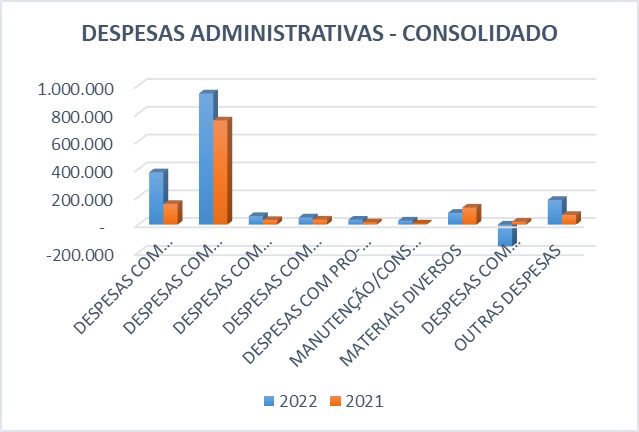 DESPESAS ADMINISTRATIVAS - CONSOLIDADO
1.000.000
800.000
600.000
400.000
200.000
-
-200.000
DESPESAS COM...
DESPESAS COM...
DESPESAS COM...
DESPESAS COM...
DESPESAS COM PRO-...
MANUTENÇÃO/CONS...
MATERIAIS DIVERSOS
DESPESAS COM...
OUTRAS DESPESAS
2022
2021